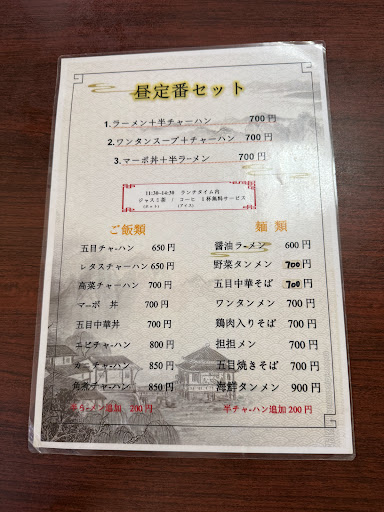 昼定番セット
1.ラーメン＋半チャーハン 700円
2.ワンタンスープ＋チャーハン 700円
3.マーボ丼＋半ラーメン 700円
11:30-14:30 ランチタイム内
ジャスミ茶 / コーヒ 1杯無料サービス
(ホット) (アイス)
ご飯類
五目チャーハン 650円
レタスチャーハン 650円
高菜チャーハン 700円
マーボ 丼 700円
五目中華丼 700円
エビチャーハン 800円
カニチャーハン 850円
角煮チャーハン 850円
半ラーメン追加 200円
麺 類
醤油ラーメン 600円
野菜タンメン 700円
五目中華そば 700円
ワンタンメン 700円
鶏肉入りそば 700円
担担メン 700円
五目焼きそば 700円
海鮮タンメン 900円
半チャーハン追加 200円